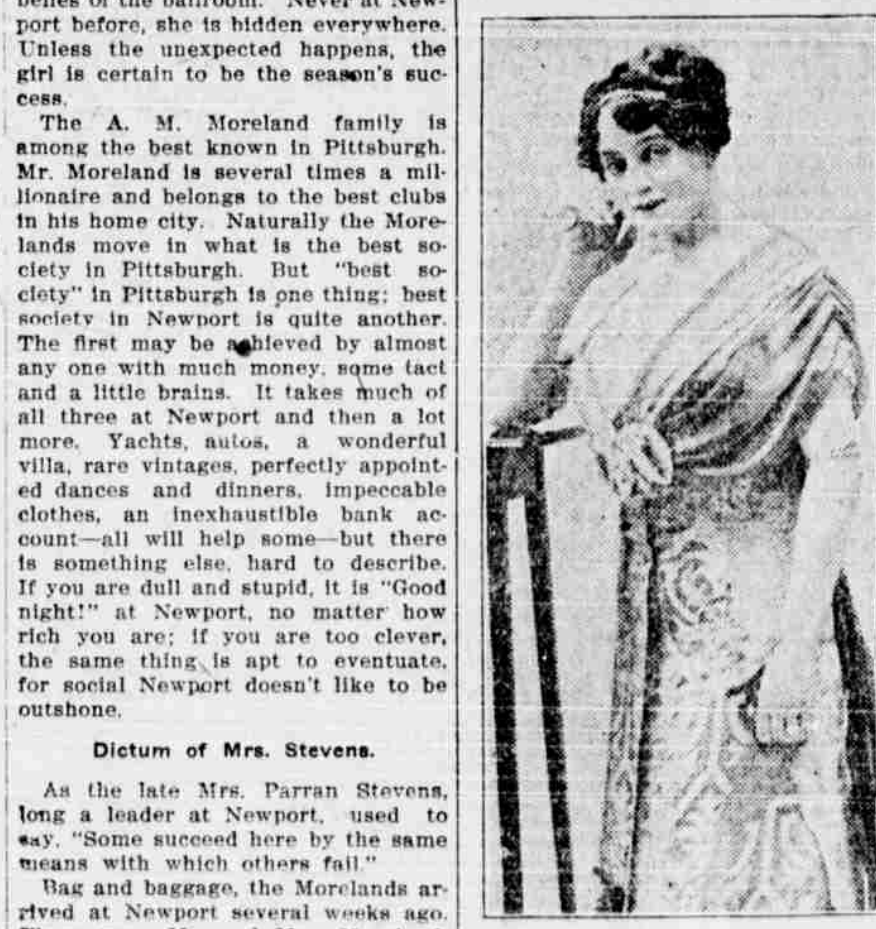 belles of the ballroom. Never at New-
port before, she is bidden everywhere.
Unless the unexpected happens, the
girl is certain to be the season's suc-
cess.
The A. M. Moreland family is
among the best known in Pittsburgh.
Mr. Moreland is several times a mil-
lionaire and belongs to the best clubs
in his home city. Naturally the More-
lands move in what is the best so-
ciety in Pittsburgh. But "best so-
ciety" in Pittsburgh is one thing; best
society in Newport is quite another.
The first may be achieved by almost
any one with much money, some tact
and a little brains. It takes much of
all three at Newport and then a lot
more. Yachts, autos, a wonderful
villa, rare vintages, perfectly appoint-
ed dances and dinners, impeccable
clothes, an inexhaustible bank ac-
count—all will help some—but there
is something else, hard to describe.
If you are dull and stupid, it is "Good
night!" at Newport, no matter how
rich you are; if you are too clever,
the same thing is apt to eventuate,
for social Newport doesn't like to be
outshone.
Dictum of Mrs. Stevens.
As the late Mrs. Parran Stevens,
long a leader at Newport, used to
say, "Some succeed here by the same
means with which others fail."
Bag and baggage, the Morelands ar-
rived at Newport several weeks ago.